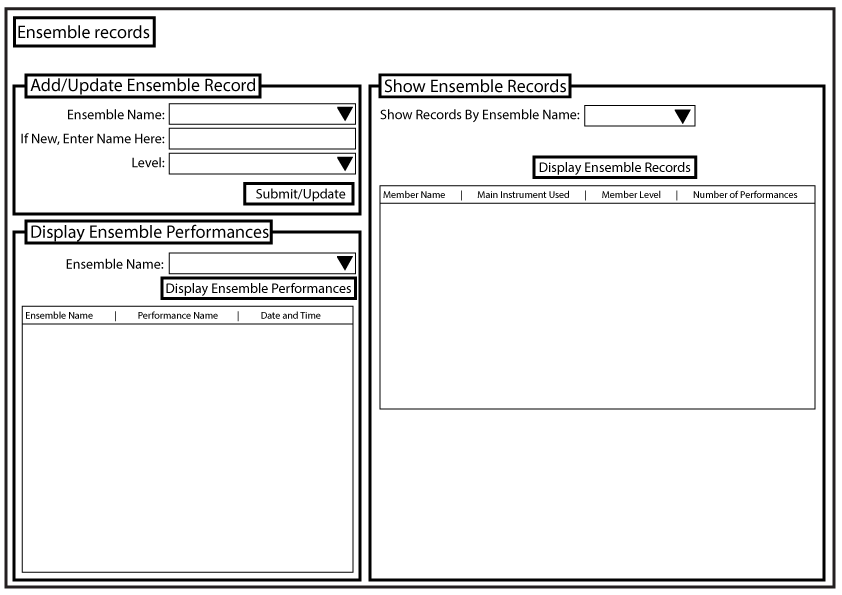 Ensemble records
Add/Update Ensemble Record
Ensemble Name:
If New, Enter Name Here:
Level:
Submit/Update
Display Ensemble Performances
Ensemble Name:
Display Ensemble Performances
Ensemble Name | Performance Name | Date and Time
Show Ensemble Records
Show Records By Ensemble Name:
Display Ensemble Records
Member Name | Main Instrument Used | Member Level | Number of Performances